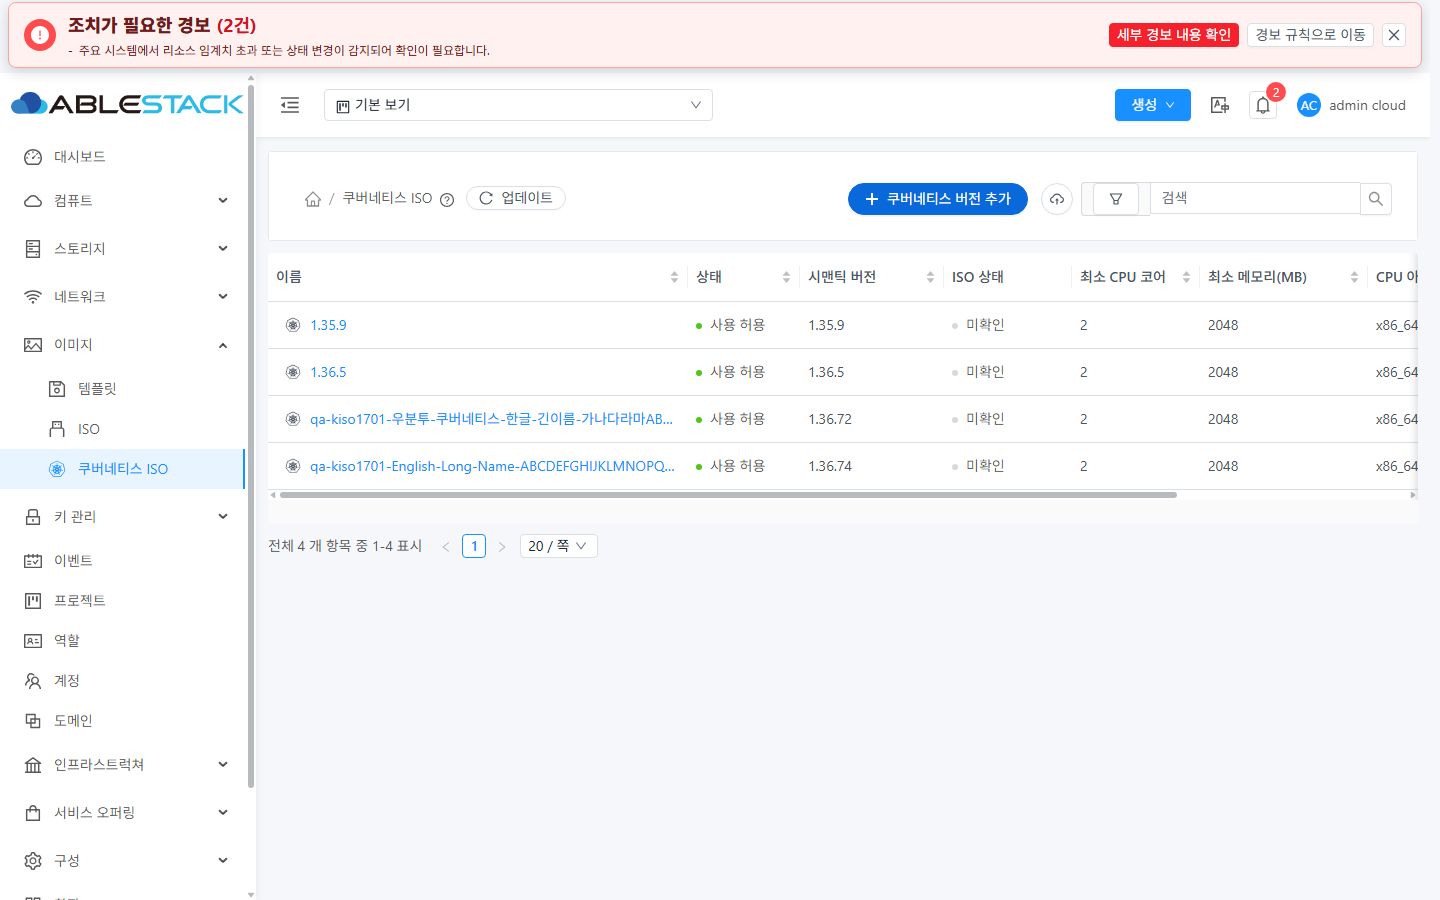 조치가 필요한 경보 (2건)
- 주요 시스템에서 리소스 임계치 초과 또는 상태 변경이 감지되어 확인이 필요합니다.
세부 경보 내용 확인
경보 규칙으로 이동
ABLESTACK
기본 보기
생성
2
AC admin cloud
대시보드
컴퓨트
스토리지
네트워크
이미지
템플릿
ISO
쿠버네티스 ISO
키 관리
이벤트
프로젝트
역할
계정
도메인
인프라스트럭쳐
서비스 오퍼링
구성
/ 쿠버네티스 ISO
업데이트
쿠버네티스 버전 추가
검색
이름 상태 시맨틱 버전 ISO 상태 최소 CPU 코어 최소 메모리(MB) CPU 아
1.35.9 사용 허용 1.35.9 미확인 2 2048 x86_64
1.36.5 사용 허용 1.36.5 미확인 2 2048 x86_64
qa-kiso1701-우분투-쿠버네티스-한글-긴이름-가나다라마AB... 사용 허용 1.36.72 미확인 2 2048 x86_64
qa-kiso1701-English-Long-Name-ABCDEFGHIJKLMNOPQ... 사용 허용 1.36.74 미확인 2 2048 x86_64
전체 4 개 항목 중 1-4 표시
1
20 / 쪽